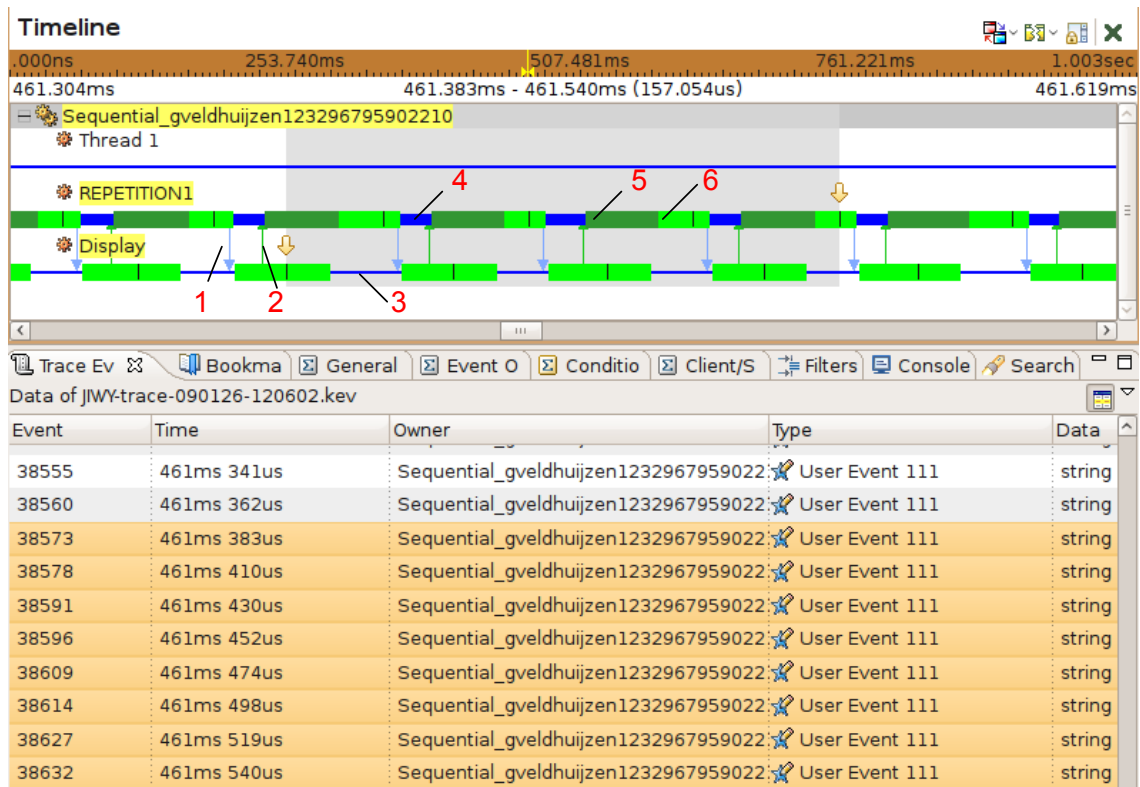 Timeline
.000ns 253.740ms 507.481ms 761.221ms 1.003sec
461.304ms 461.383ms - 461.540ms (157.054us) 461.619ms
Sequential_gveldhuijzen123296795902210
Thread 1
REPETITION1
4 5 6
Display
1 2 3
Trace Ev Bookma General Event O Conditio Client/S Filters Console Search
Data of JIWY-trace-090126-120602.kev
Event Time Owner Type Data
38555 461ms 341us Sequential_gveldhuijzen1232967959022 User Event 111 string
38560 461ms 362us Sequential_gveldhuijzen1232967959022 User Event 111 string
38573 461ms 383us Sequential_gveldhuijzen1232967959022 User Event 111 string
38578 461ms 410us Sequential_gveldhuijzen1232967959022 User Event 111 string
38591 461ms 430us Sequential_gveldhuijzen1232967959022 User Event 111 string
38596 461ms 452us Sequential_gveldhuijzen1232967959022 User Event 111 string
38609 461ms 474us Sequential_gveldhuijzen1232967959022 User Event 111 string
38614 461ms 498us Sequential_gveldhuijzen1232967959022 User Event 111 string
38627 461ms 519us Sequential_gveldhuijzen1232967959022 User Event 111 string
38632 461ms 540us Sequential_gveldhuijzen1232967959022 User Event 111 string